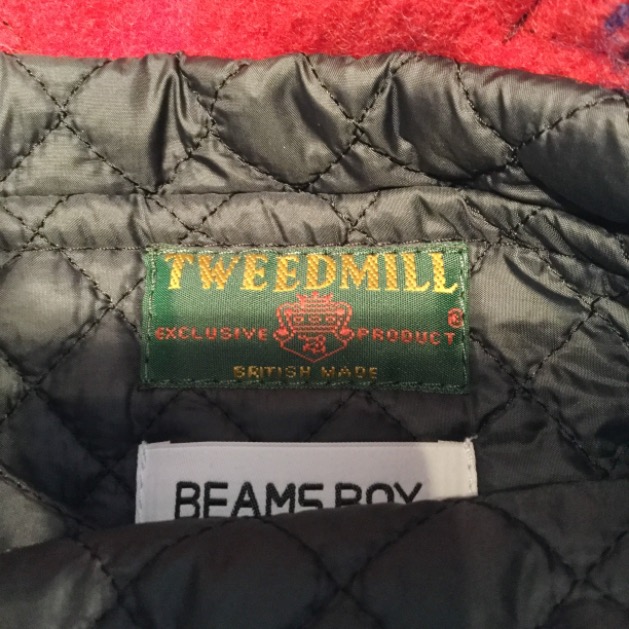 TWEEDMILL
EXCLUSIVE PRODUCT
BRITISH MADE
BEAMS BOY